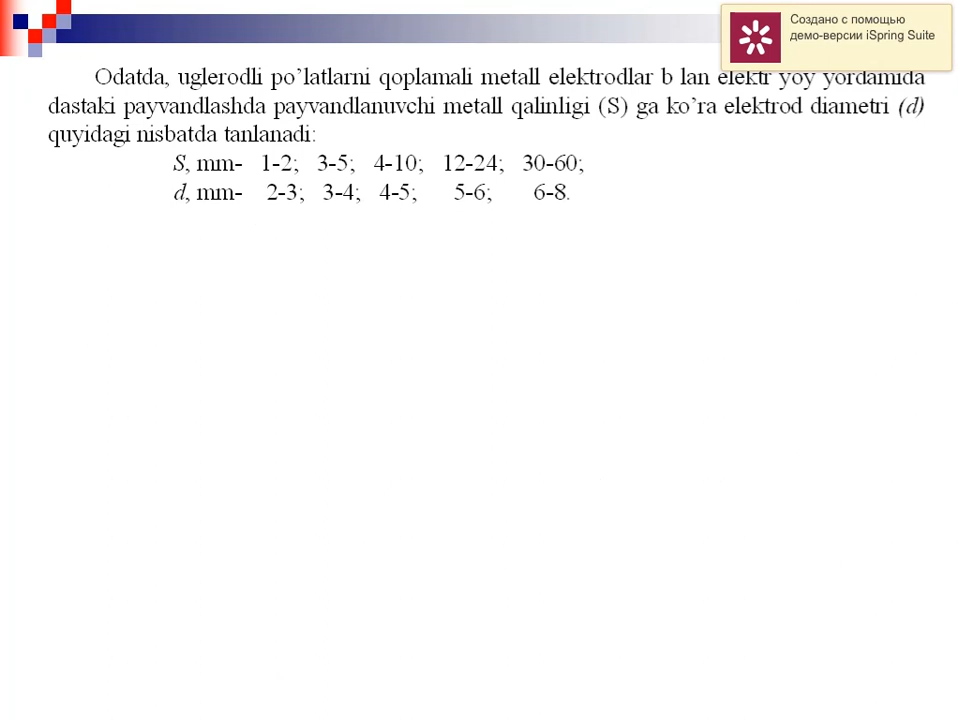 Создано с помощью
демо-версии iSpring Suite
Odatda, uglerodli po’latlarni qoplamali metall elektrodlar b lan elektr yoy yordamida
dastaki payvandlashda payvandlanuvchi metall qalinligi (S) ga ko’ra elektrod diametri (d)
quyidagi nisbatda tanlanadi:
S, mm- 1-2; 3-5; 4-10; 12-24; 30-60;
d, mm- 2-3; 3-4; 4-5; 5-6; 6-8.